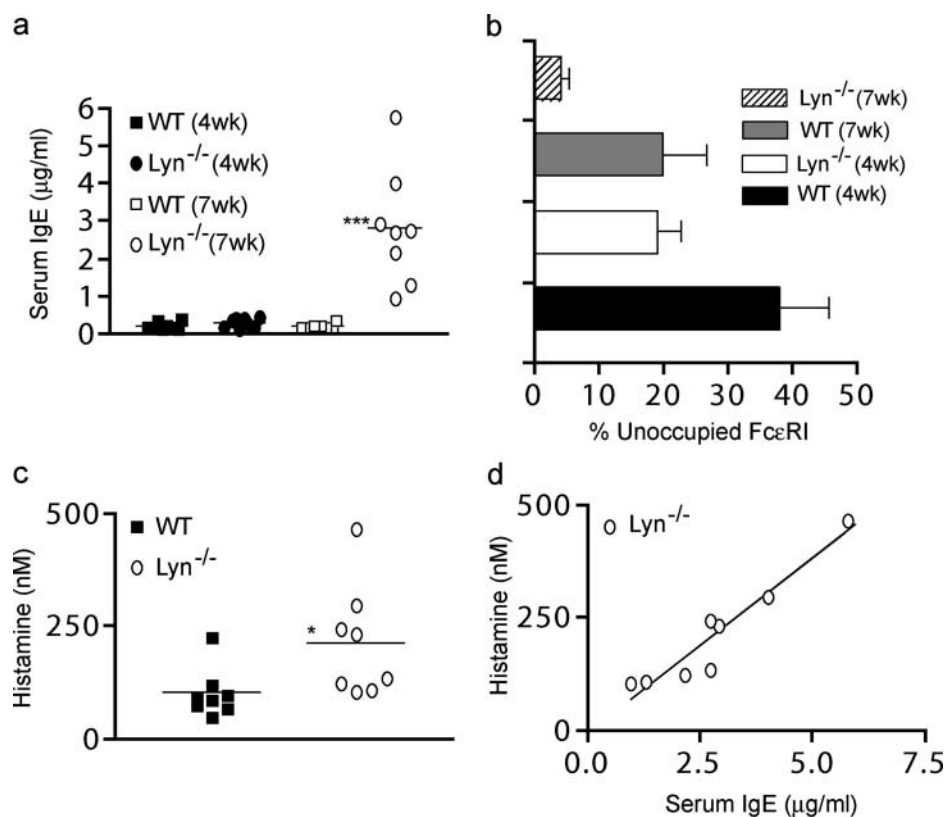 a
Serum IgE (µg/ml)
6
5
4
3
2
1
0
WT (4wk)
Lyn-/- (4wk)
WT (7wk)
Lyn-/-(7wk)
***
b
Lyn-/-(7wk)
WT (7wk)
Lyn-/-(4wk)
WT (4wk)
0 10 20 30 40 50
% Unoccupied FcεRI
c
Histamine (nM)
500
250
0
WT
Lyn-/-
*
d
Histamine (nM)
500
250
0
Lyn-/-
0.0 2.5 5.0 7.5
Serum IgE (µg/ml)